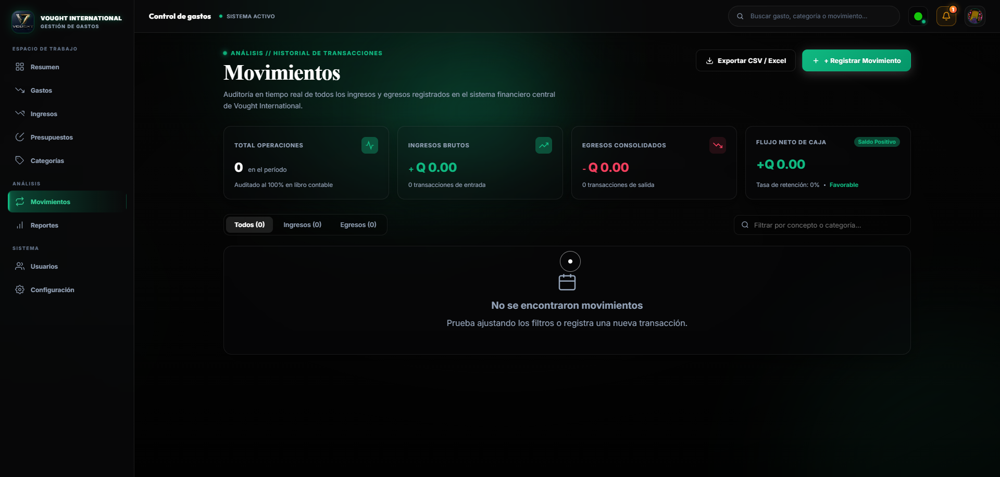 VOUGHT
VOUGHT INTERNATIONAL
GESTIÓN DE GASTOS
ESPACIO DE TRABAJO
Resumen
Gastos
Ingresos
Presupuestos
Categorías
ANÁLISIS
Movimientos
Reportes
SISTEMA
Usuarios
Configuración
Control de gastos
SISTEMA ACTIVO
Buscar gasto, categoría o movimiento...
1
ANÁLISIS // HISTORIAL DE TRANSACCIONES
Movimientos
Auditoría en tiempo real de todos los ingresos y egresos registrados en el sistema financiero central
de Vought International.
Exportar CSV / Excel
+ + Registrar Movimiento
TOTAL OPERACIONES
0 en el período
Auditado al 100% en libro contable
INGRESOS BRUTOS
+ Q 0.00
0 transacciones de entrada
EGRESOS CONSOLIDADOS
- Q 0.00
0 transacciones de salida
FLUJO NETO DE CAJA
Saldo Positivo
+Q 0.00
Tasa de retención: 0% • Favorable
Todos (0)
Ingresos (0)
Egresos (0)
Filtrar por concepto o categoría...
No se encontraron movimientos
Prueba ajustando los filtros o registra una nueva transacción.